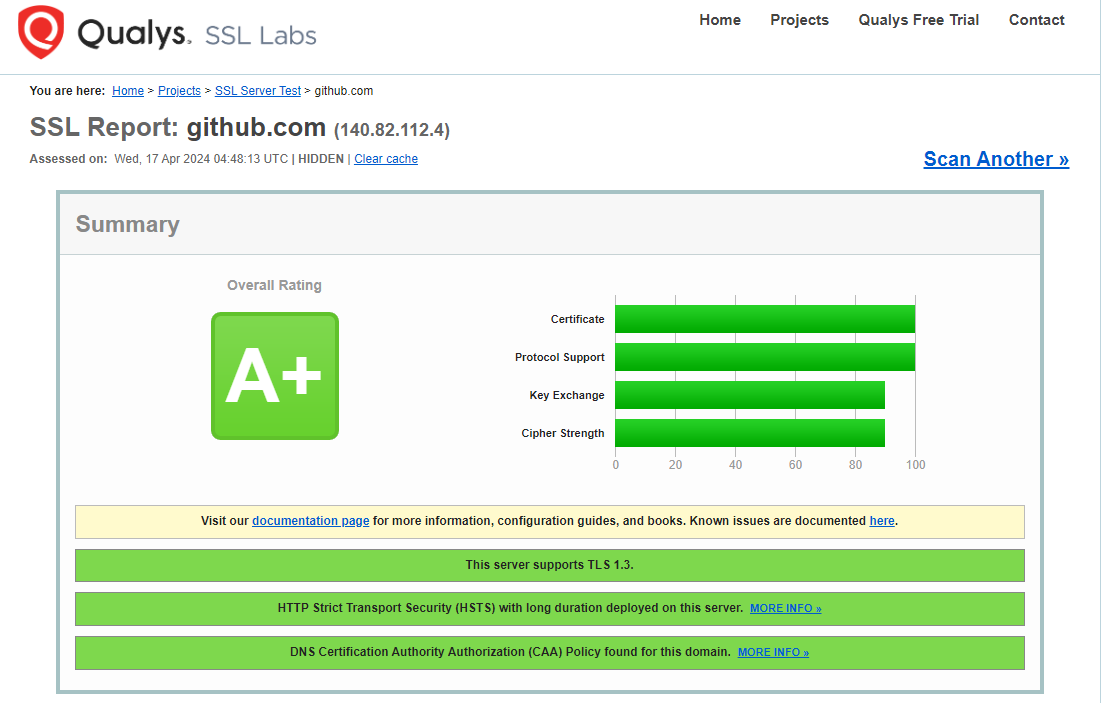 Qualys. SSL Labs
Home Projects Qualys Free Trial Contact
You are here: Home > Projects > SSL Server Test > github.com
SSL Report: github.com (140.82.112.4)
Assessed on: Wed, 17 Apr 2024 04:48:13 UTC | HIDDEN | Clear cache
Scan Another »
Summary
Overall Rating
A+
Certificate
Protocol Support
Key Exchange
Cipher Strength
0 20 40 60 80 100
Visit our documentation page for more information, configuration guides, and books. Known issues are documented here.
This server supports TLS 1.3.
HTTP Strict Transport Security (HSTS) with long duration deployed on this server. MORE INFO »
DNS Certification Authority Authorization (CAA) Policy found for this domain. MORE INFO »